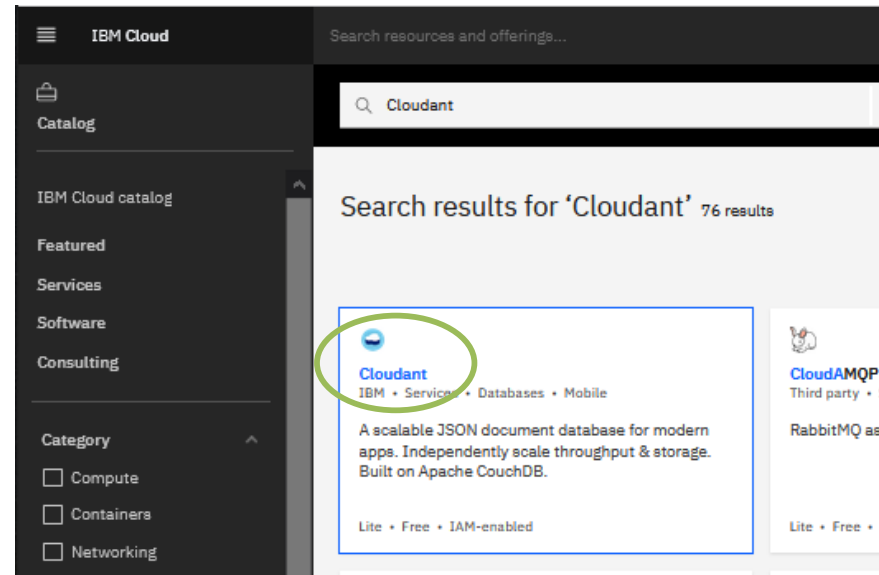 IBM Cloud
Search resources and offerings...
Catalog
Cloudant
IBM Cloud catalog
Featured
Services
Software
Consulting
Category
Compute
Containers
Networking
Search results for ‘Cloudant’ 76 results
Cloudant
IBM • Services • Databases • Mobile
A scalable JSON document database for modern
apps. Independently scale throughput & storage.
Built on Apache CouchDB.
Lite • Free • IAM-enabled
CloudAMQP
Third party •
RabbitMQ as
Lite • Free •